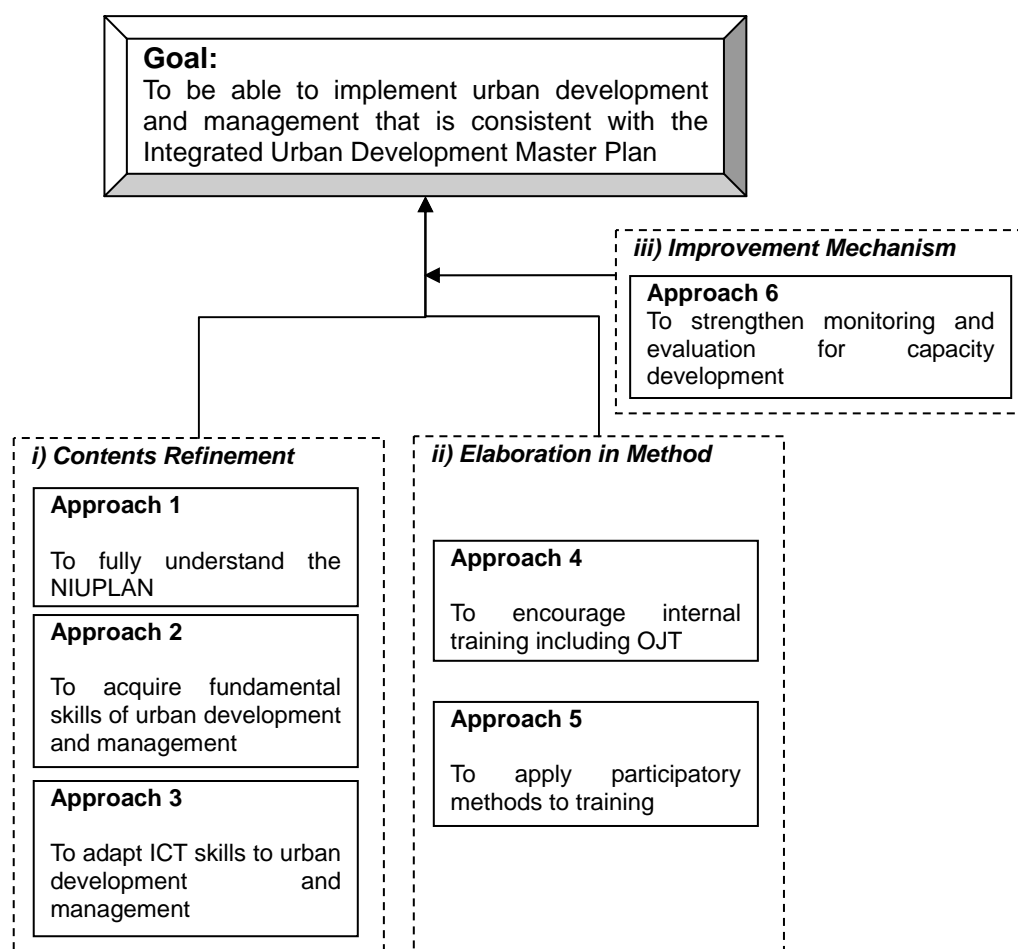 Goal:
To be able to implement urban development
and management that is consistent with the
Integrated Urban Development Master Plan
iii) Improvement Mechanism
Approach 6
To strengthen monitoring and
evaluation for capacity
development
i) Contents Refinement
Approach 1
To fully understand the
NIUPLAN
Approach 2
To acquire fundamental
skills of urban development
and management
Approach 3
To adapt ICT skills to urban
development and
management
ii) Elaboration in Method
Approach 4
To encourage internal
training including OJT
Approach 5
To apply participatory
methods to training